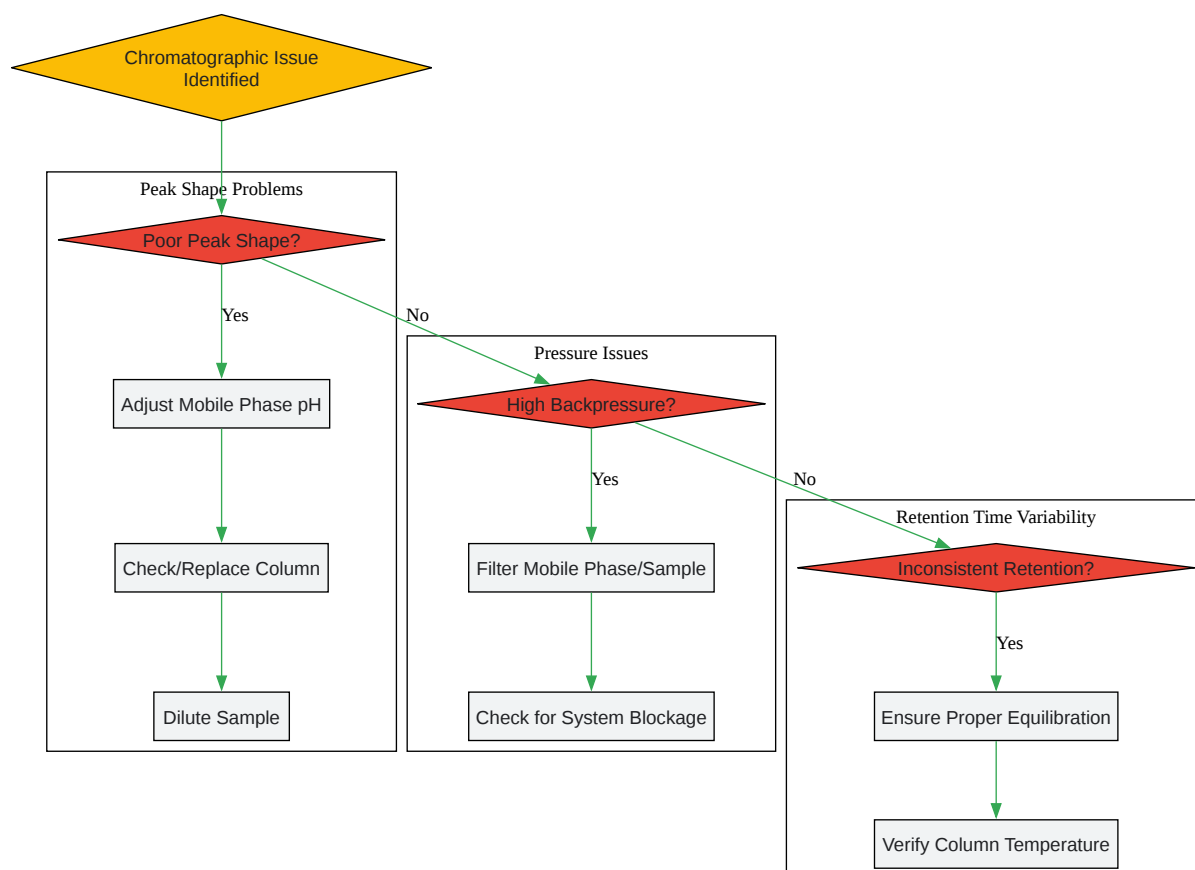 Chromatographic Issue
Identified
Peak Shape Problems
Poor Peak Shape?
Yes
No
Adjust Mobile Phase pH
Check/Replace Column
Dilute Sample
Pressure Issues
High Backpressure?
Yes
No
Filter Mobile Phase/Sample
Check for System Blockage
Retention Time Variability
Inconsistent Retention?
Yes
Ensure Proper Equilibration
Verify Column Temperature